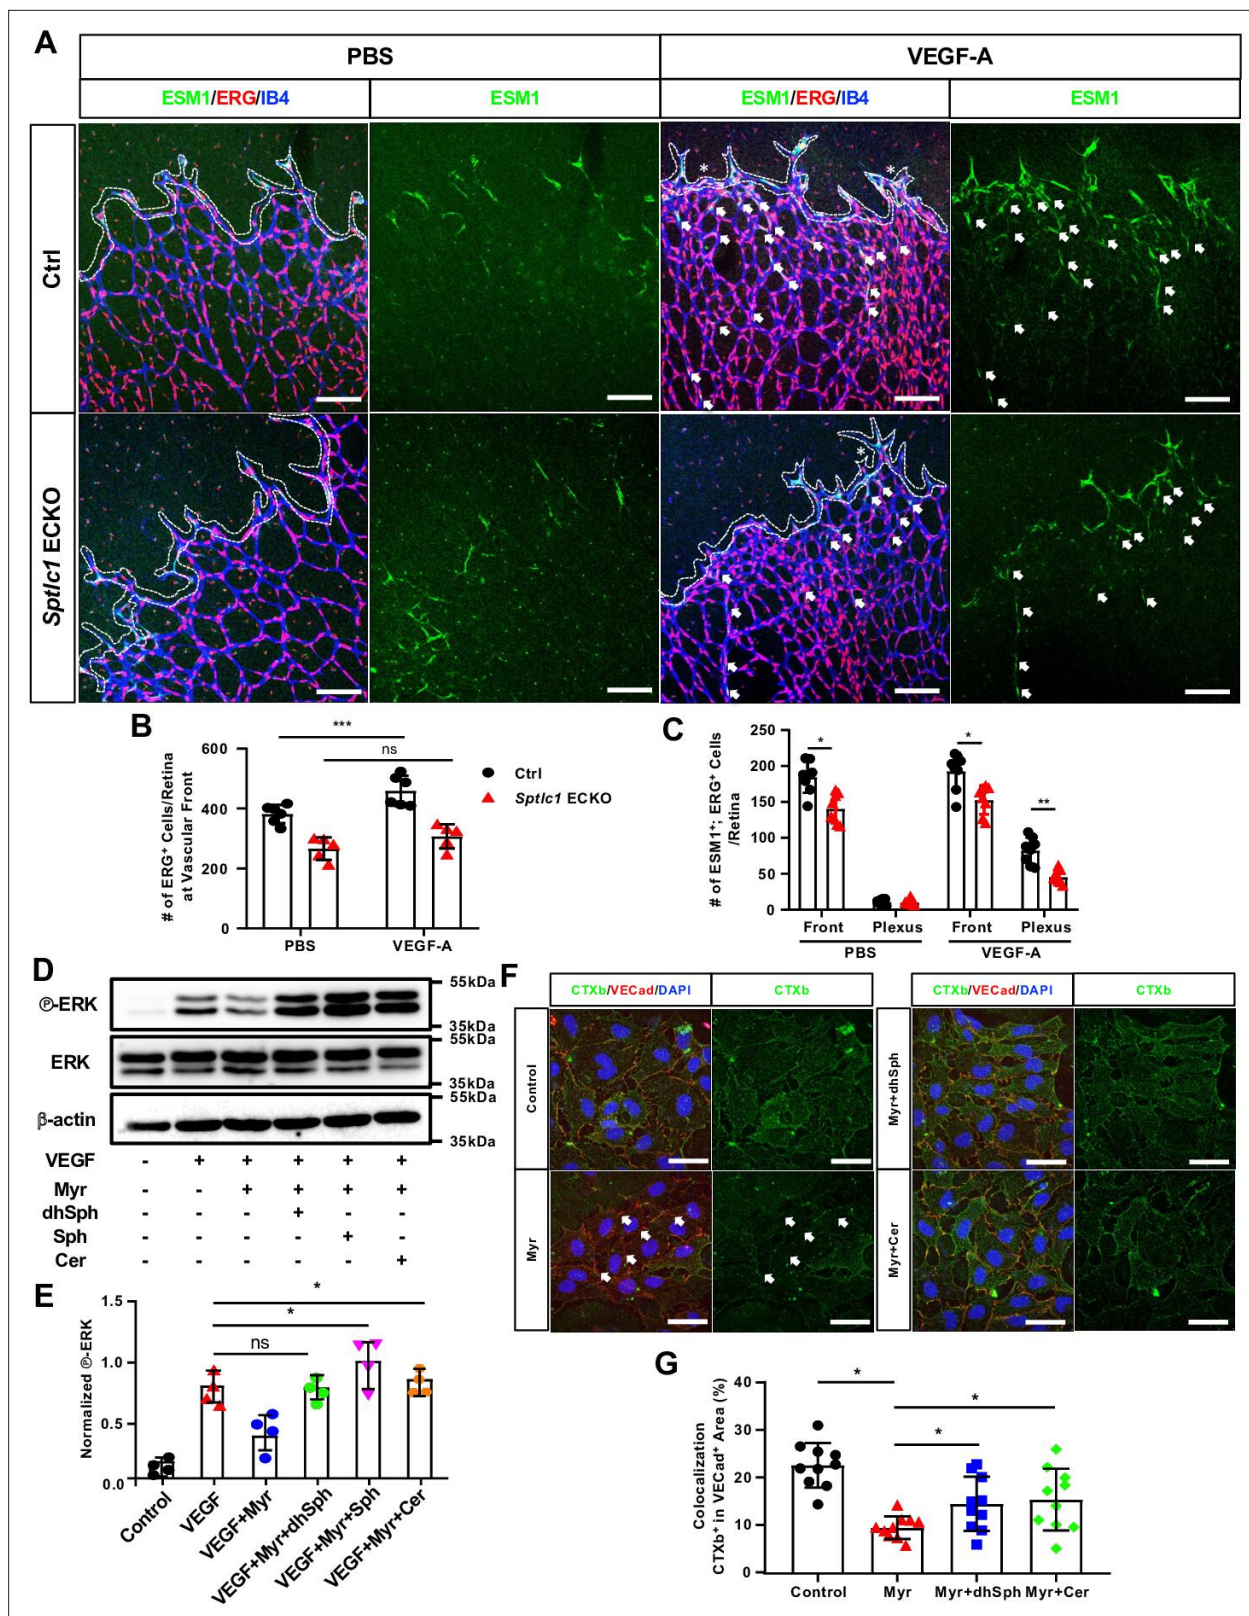 A
PBS
VEGF-A
ESM1/ERG/IB4
ESM1
ESM1/ERG/IB4
ESM1
Ctrl
*
*
Sptlc1 ECKO
*
B
# of ERG+ Cells/Retina
at Vascular Front
600
400
200
0
***
ns
PBS
VEGF-A
Ctrl
Sptlc1 ECKO
C
# of ESM1+; ERG+ Cells
/Retina
250
200
150
100
50
0
*
*
**
Front
Plexus
Front
Plexus
PBS
VEGF-A
D
Ⓟ-ERK
55kDa
35kDa
ERK
55kDa
35kDa
β-actin
55kDa
35kDa
VEGF - + + + + +
Myr - - + + + +
dhSph - - - + - -
Sph - - - - + -
Cer - - - - - +
E
Normalized Ⓟ-ERK
1.5
1.0
0.5
0.0
*
*
ns
Control
VEGF
VEGF+Myr
VEGF+Myr+dhSph
VEGF+Myr+Sph
VEGF+Myr+Cer
F
CTXb/VECad/DAPI
CTXb
CTXb/VECad/DAPI
CTXb
Control
Myr
Myr+dhSph
Myr+Cer
G
Colocalization
CTXb+ in VECad+ Area (%)
40
30
20
10
0
*
*
*
Control
Myr
Myr+dhSph
Myr+Cer